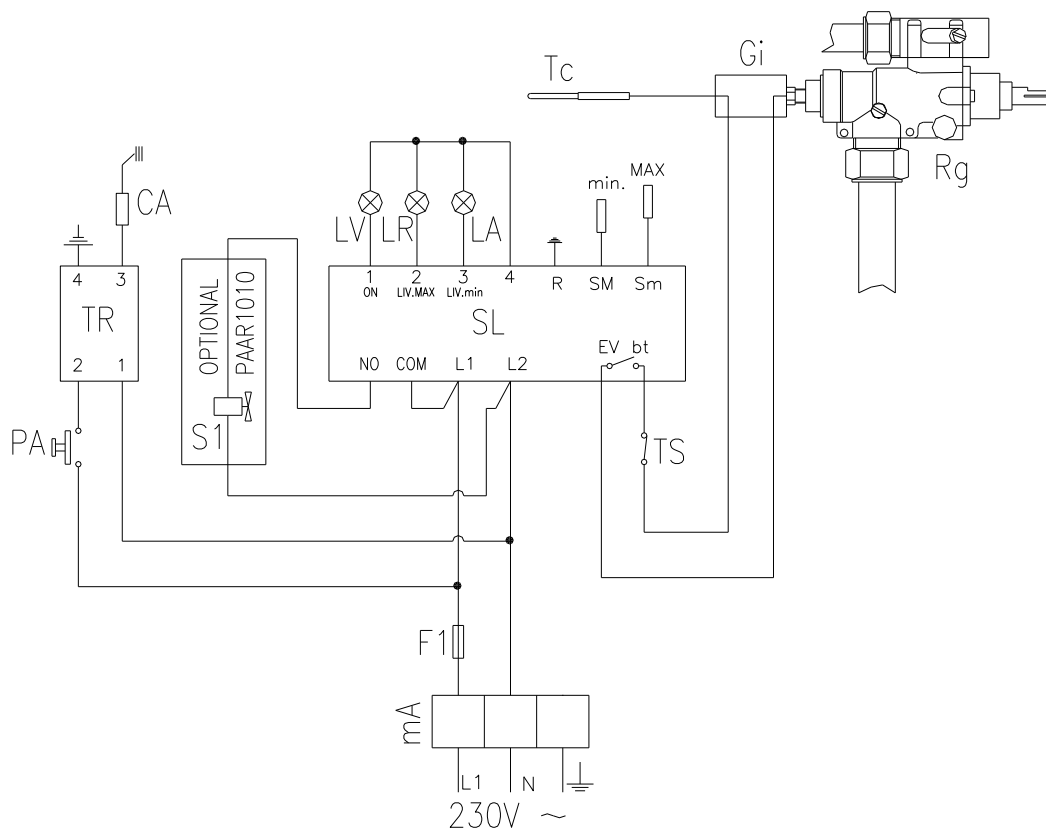 Gi
Tc
Rg
MAX
min.
CA
LV
LR
LA
4
3
TR
2
1
1
2
3
4
R
SM
Sm
ON
LIV.MAX
LIV.min
SL
OPTIONAL
PAAR1010
NO
COM
L1
L2
EV
bt
S1
PA
TS
F1
mA
L1
N
230V ~